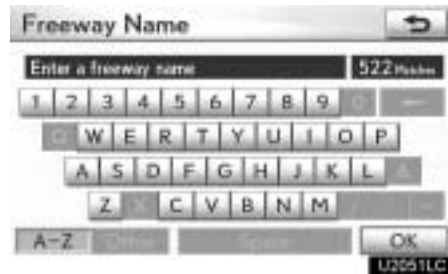 Freeway Name
Enter a freeway name 522 Matches
1 2 3 4 5 6 7 8 9 0 ←
Q W E R T Y U I O P
A S D F G H J K L &
Z X C V B N M / -
A-Z Other Space OK
U2051LC